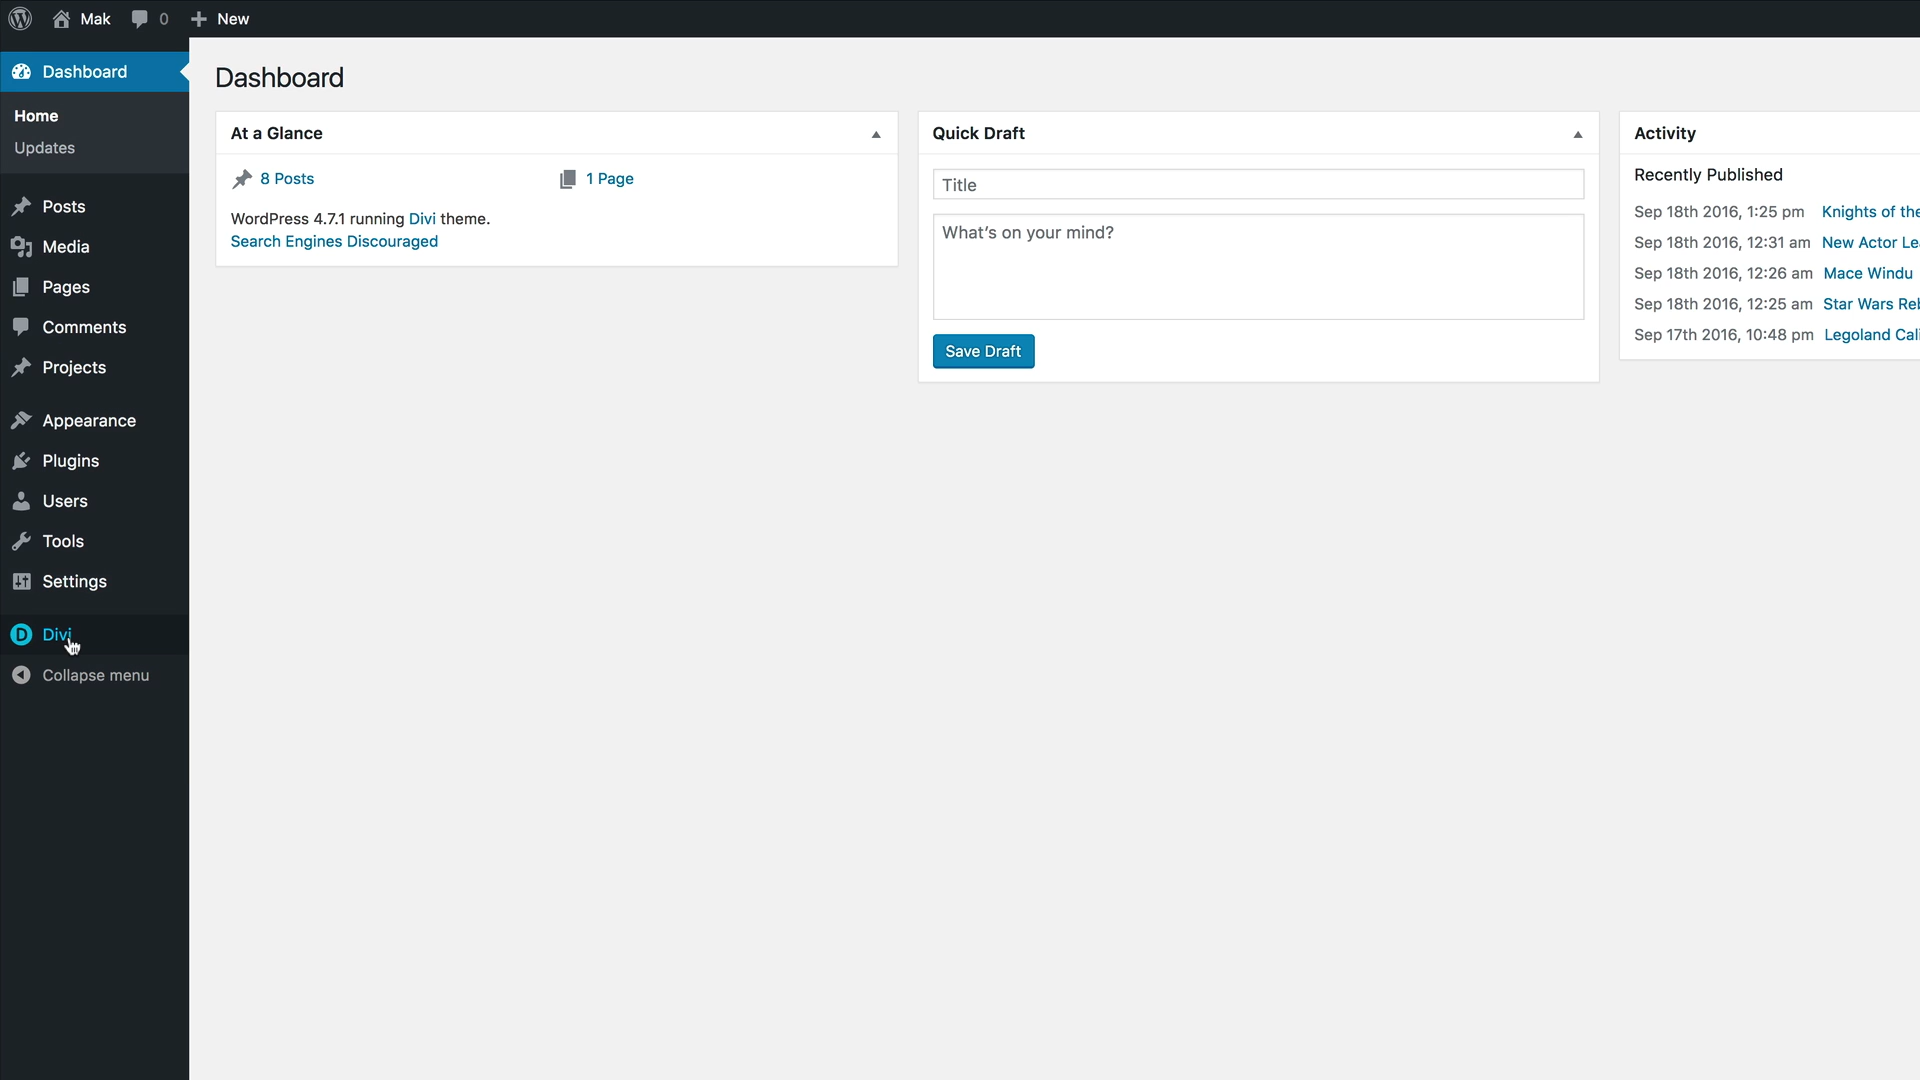 Mak 0 New
Dashboard
Home
Updates
Posts
Media
Pages
Comments
Projects
Appearance
Plugins
Users
Tools
Settings
Divi
Collapse menu
Dashboard
At a Glance
8 Posts 1 Page
WordPress 4.7.1 running Divi theme.
Search Engines Discouraged
Quick Draft
Title
What's on your mind?
Save Draft
Activity
Recently Published
Sep 18th 2016, 1:25 pm Knights of the
Sep 18th 2016, 12:31 am New Actor
Sep 18th 2016, 12:26 am Mace Windu
Sep 18th 2016, 12:25 am Star Wars
Sep 17th 2016, 10:48 pm Legoland